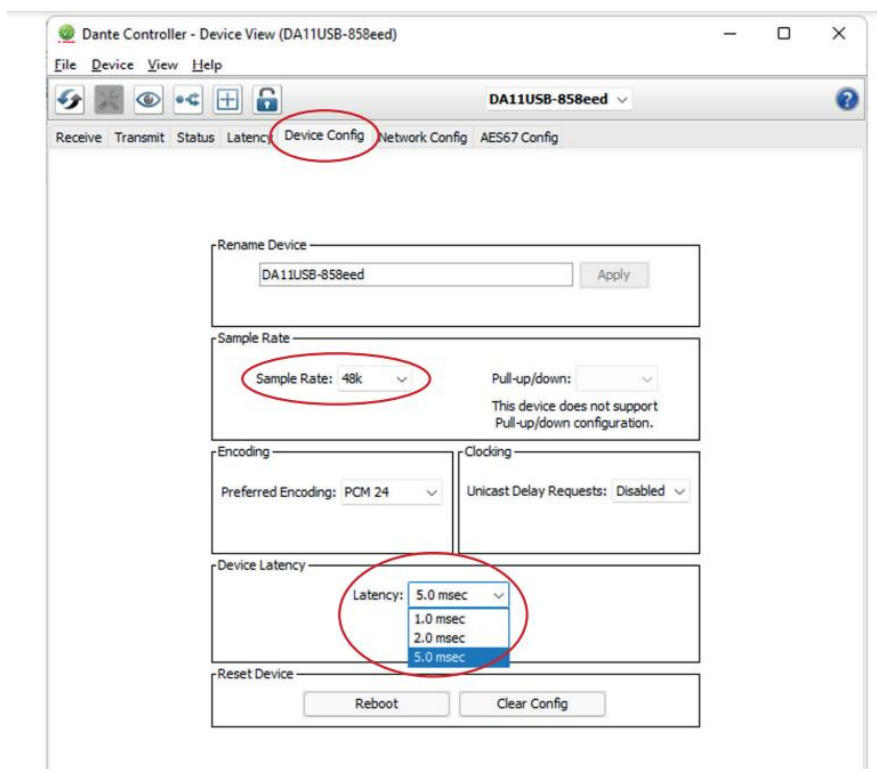 Dante Controller - Device View (DA11USB-858eed)
File Device View Help
DA11USB-858eed
Receive Transmit Status Latency Device Config Network Config AES67 Config
Rename Device
DA11USB-858eed Apply
Sample Rate
Sample Rate: 48k Pull-up/down:
This device does not support
Pull-up/down configuration.
Encoding
Preferred Encoding: PCM 24
Clocking
Unicast Delay Requests: Disabled
Device Latency
Latency: 5.0 msec
1.0 msec
2.0 msec
5.0 msec
Reset Device
Reboot Clear Config